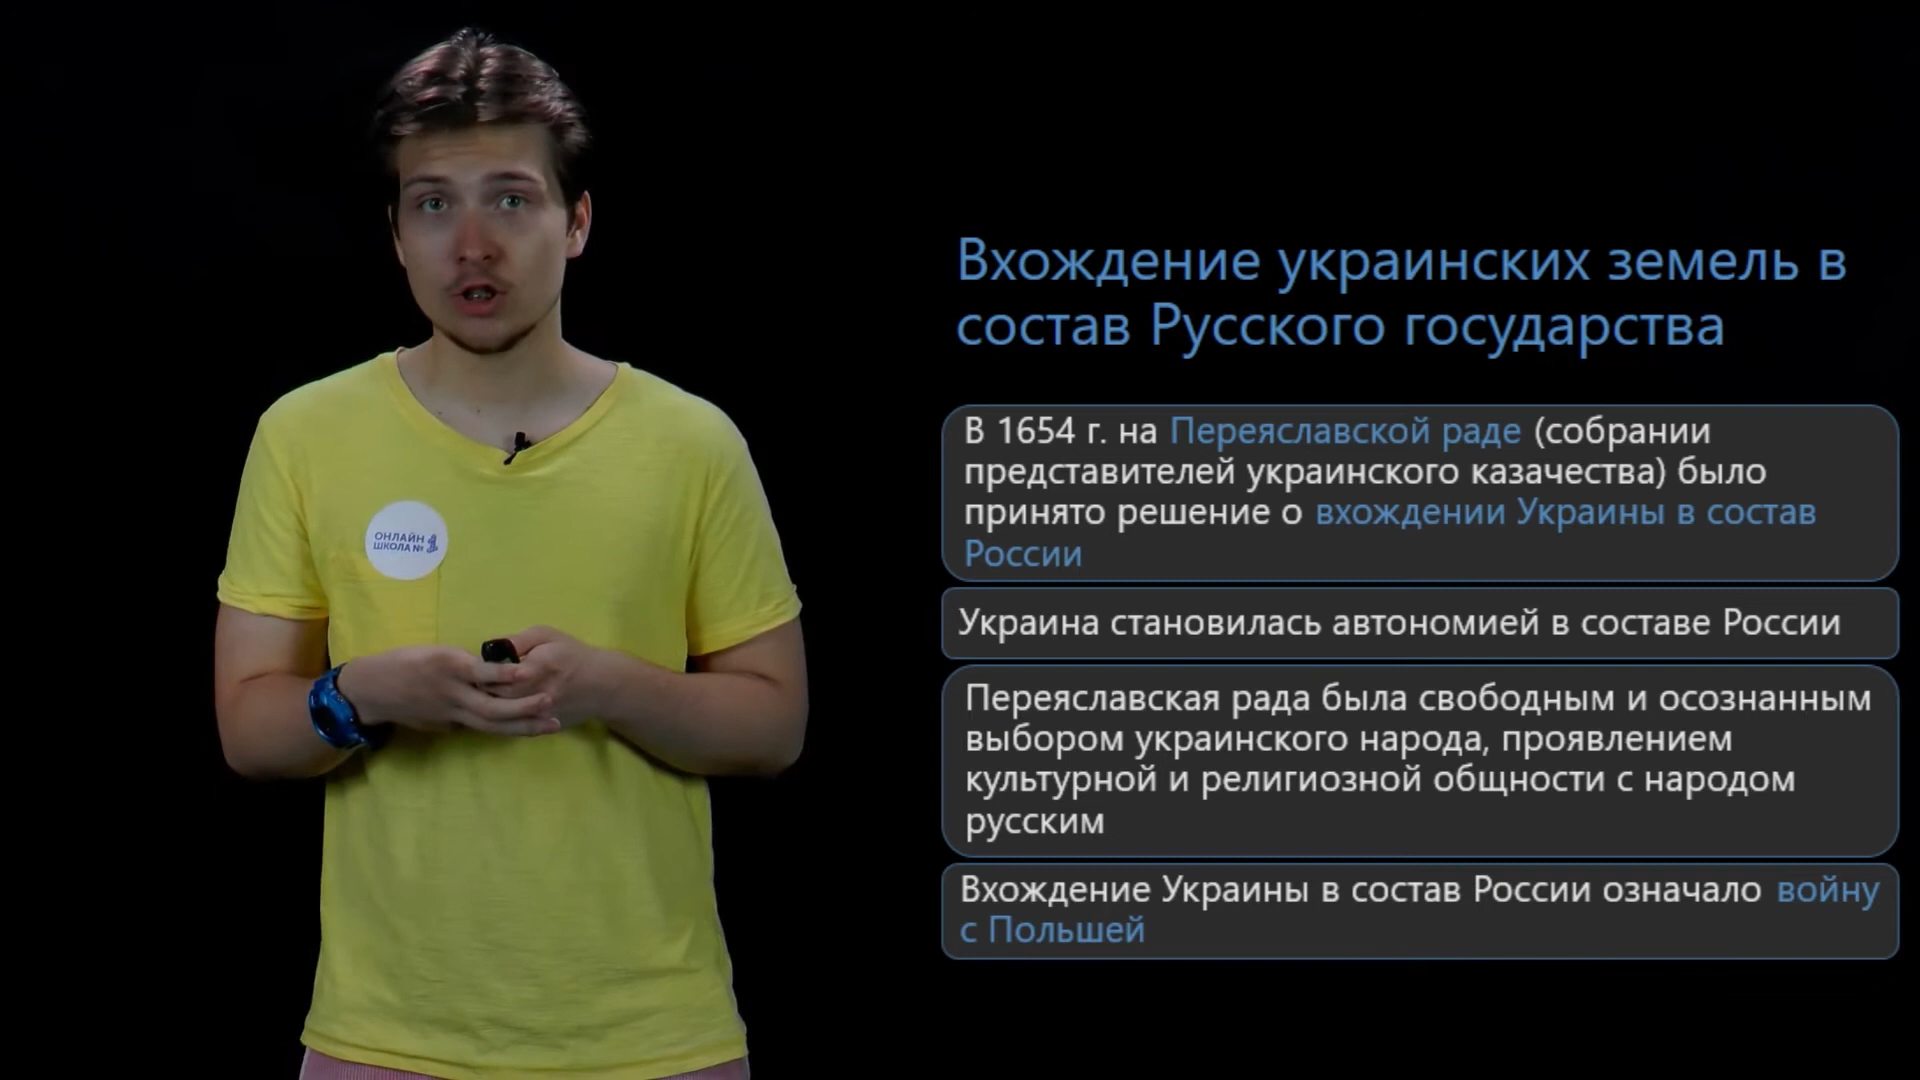 Вхождение украинских земель в
состав Русского государства
В 1654 г. на Переяславской раде (собрании
представителей украинского казачества) было
принято решение о вхождении Украины в состав
России
Украина становилась автономией в составе России
Переяславская рада была свободным и осознанным
выбором украинского народа, проявлением
культурной и религиозной общности с народом
русским
Вхождение Украины в состав России означало войну
с Польшей
ОНЛАЙН
ШКОЛА № 1